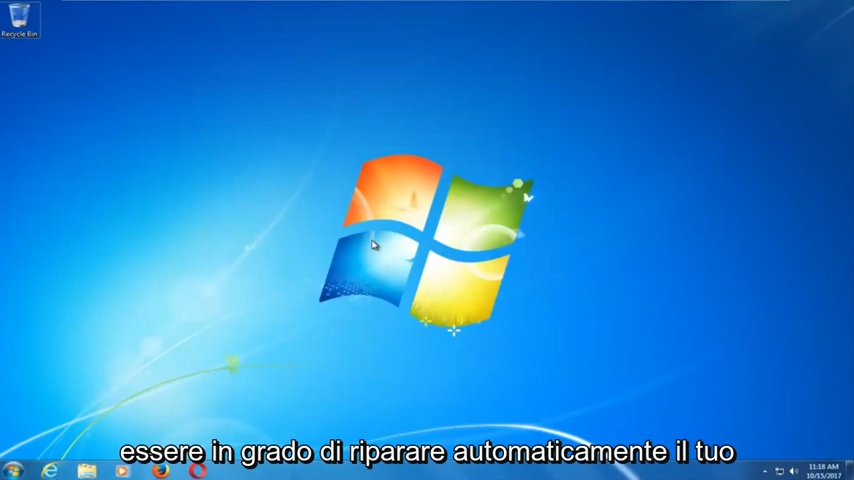 Recycle Bin
essere in grado di riparare automaticamente il tuo
11:18 AM
10/15/2017